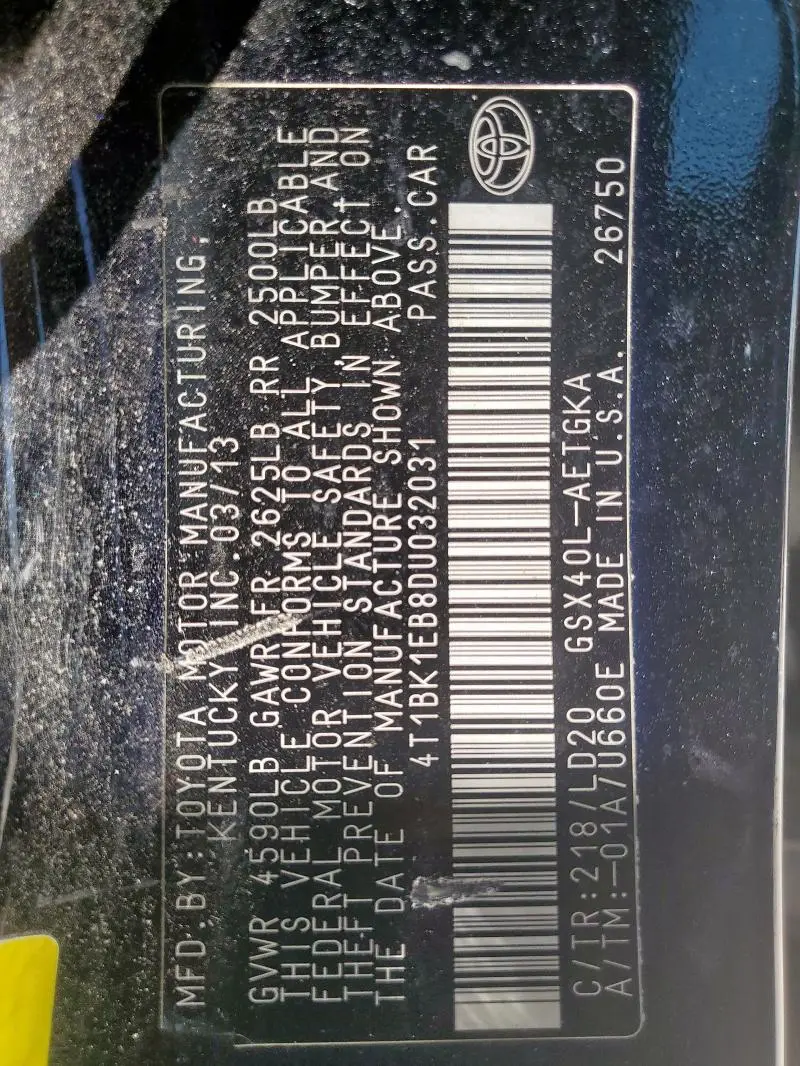 MFD.BY:TOYOTA MOTOR MANUFACTURING,
KENTUCKY INC.03/13
GVWR 4590LB GAWR FR 2625LB RR 2500LB
THIS VEHICLE CONFORMS TO ALL APPLICABLE
FEDERAL MOTOR VEHICLE SAFETY,BUMPER,AND
THEFT PREVENTION STANDARDS IN EFFECT ON
THE DATE OF MANUFACTURE SHOWN ABOVE.
4T1BK1EB8DU032031 PASS.CAR
C/TR:218/LD20 GSX40L-AETGKA
A/TM:-01A/U660E MADE IN U.S.A. 26750